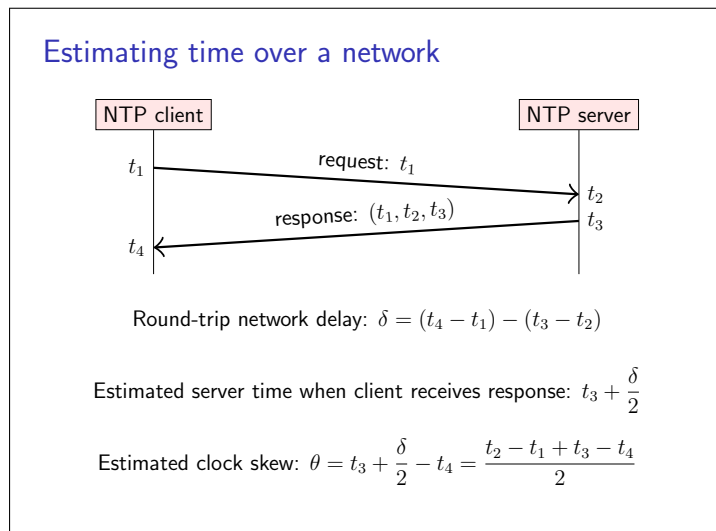 Estimating time over a network
NTP client NTP server
request: t₁
t₁
t₂
response: (t₁, t₂, t₃)
t₃
t₄
Round-trip network delay: δ = (t₄ − t₁) − (t₃ − t₂)
Estimated server time when client receives response: t₃ + δ/2
Estimated clock skew: θ = t₃ + δ/2 − t₄ = (t₂ − t₁ + t₃ − t₄)/2